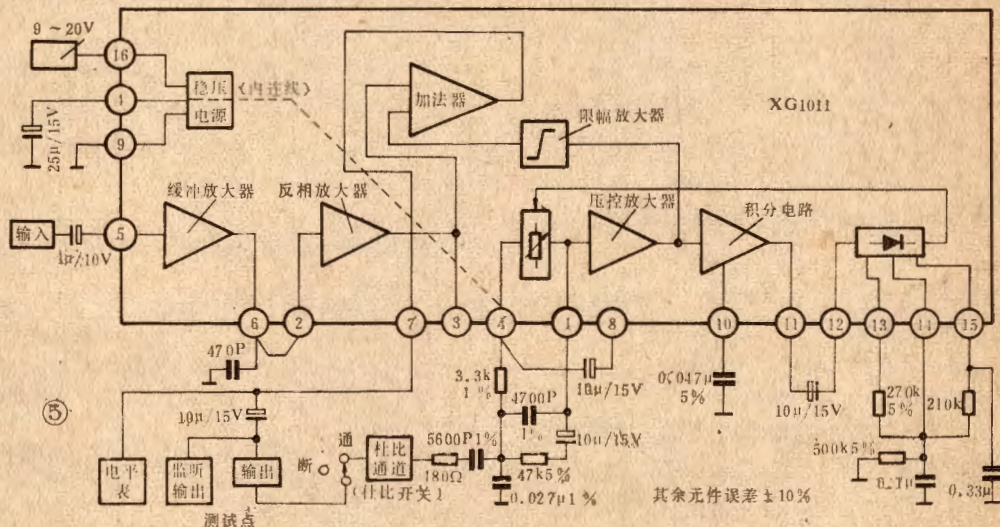 9～20V
16
稳压
电源
(内连线)
4
25μ/15V
9
加法器
XG1011
限幅放大器
缓冲放大器
反相放大器
压控放大器
积分电路
输入
1μ/10V
5
6
2
7
3
4
1
8
10
11
12
13
14
15
470P
3.3k
1%
10μ/15V
0.047μ
5%
10μ/15V
270k
5%
210k
⑤
10μ/15V
4700P
1%
10μ/15V
500k5%
电平
表
监听
输出
输出
断
通
杜比
通道
5600P1%
180Ω
47k5%
(杜比开关)
0.027μ1%
其余元件误差±10%
0.33μ
测试点